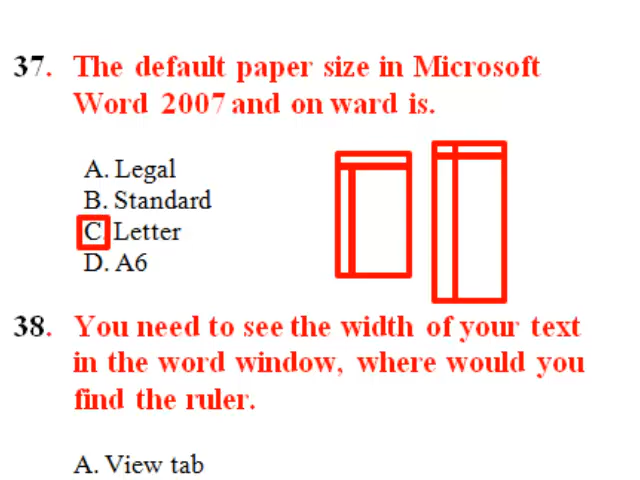 37. The default paper size in Microsoft
Word 2007 and on ward is.
A. Legal
B. Standard
C. Letter
D. A6
38. You need to see the width of your text
in the word window, where would you
find the ruler.
A. View tab